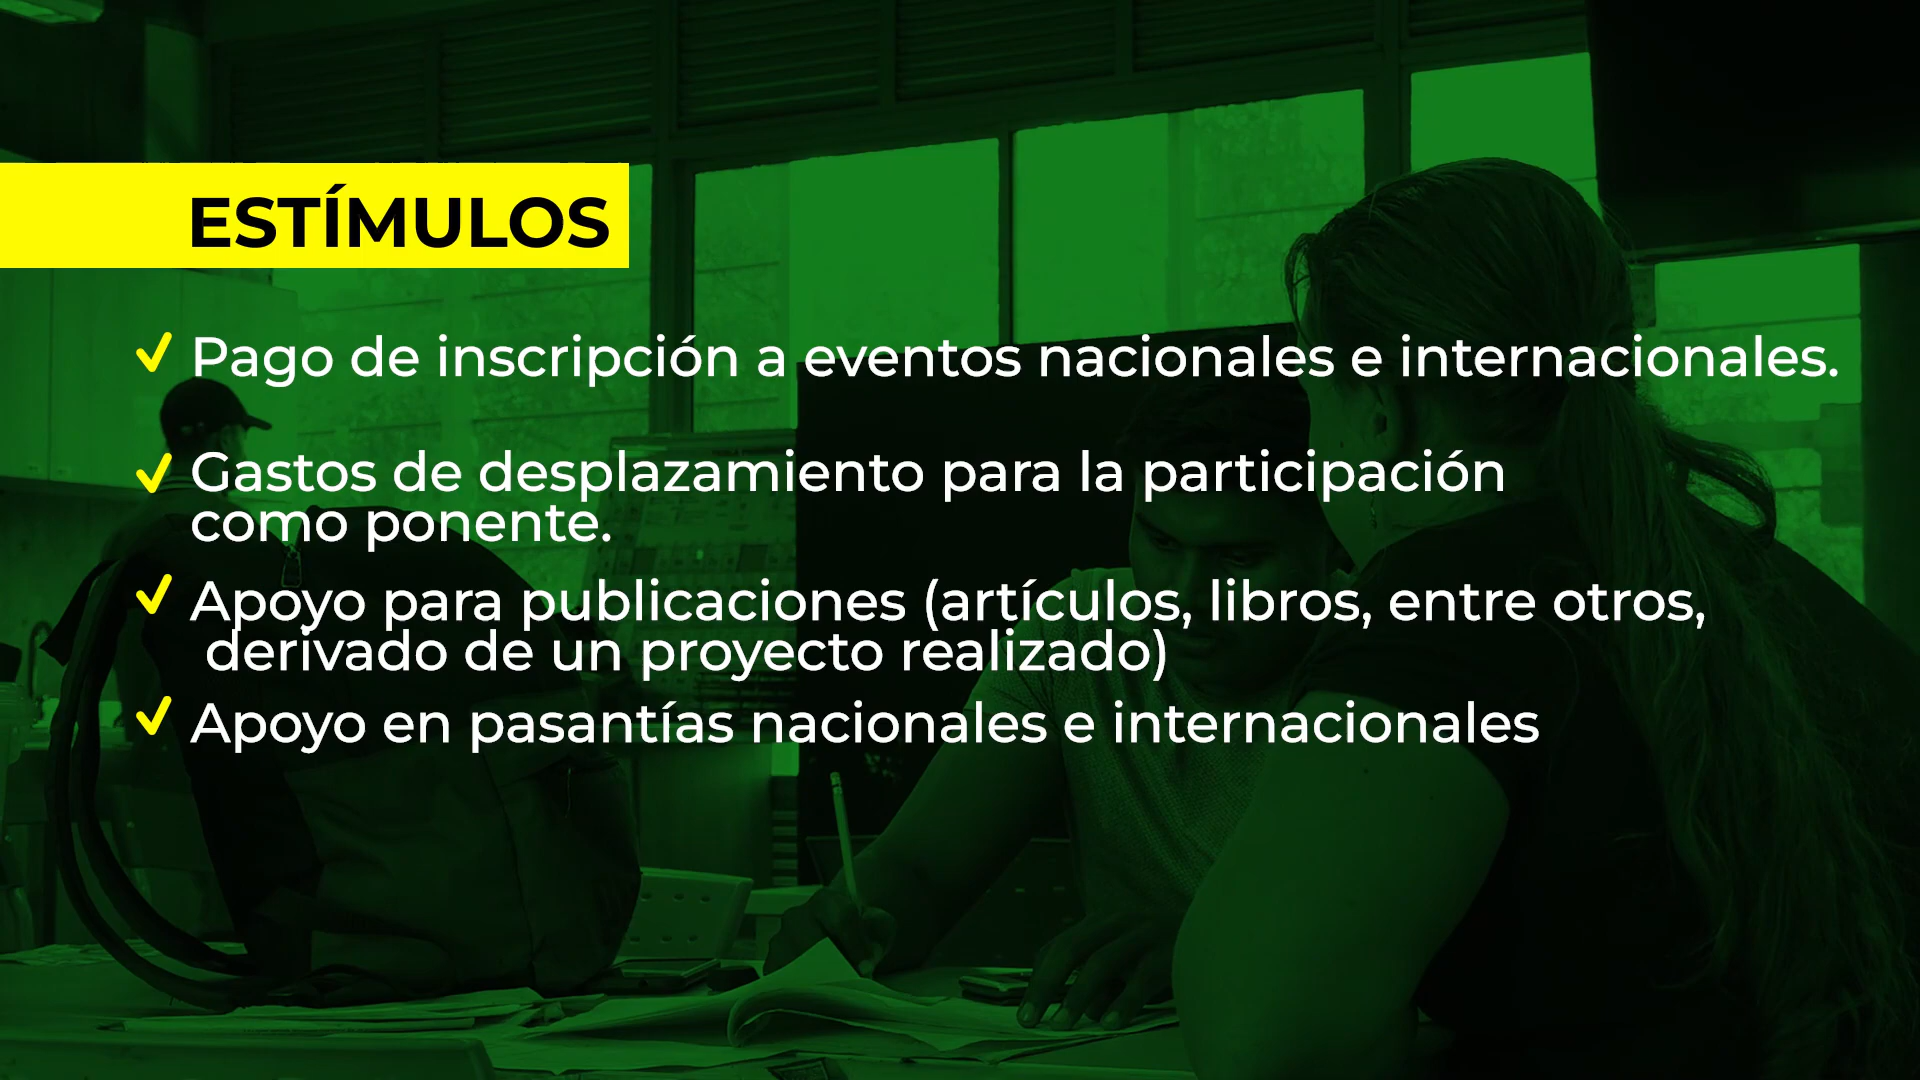 ESTÍMULOS
Pago de inscripción a eventos nacionales e internacionales.
Gastos de desplazamiento para la participación
como ponente.
Apoyo para publicaciones (artículos, libros, entre otros,
derivado de un proyecto realizado)
Apoyo en pasantías nacionales e internacionales